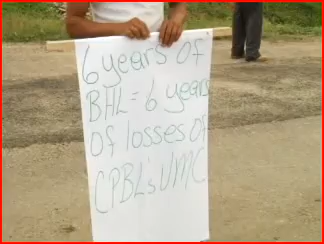 6 years of
BHL = 6 years
of losses of
CPBL's UMC